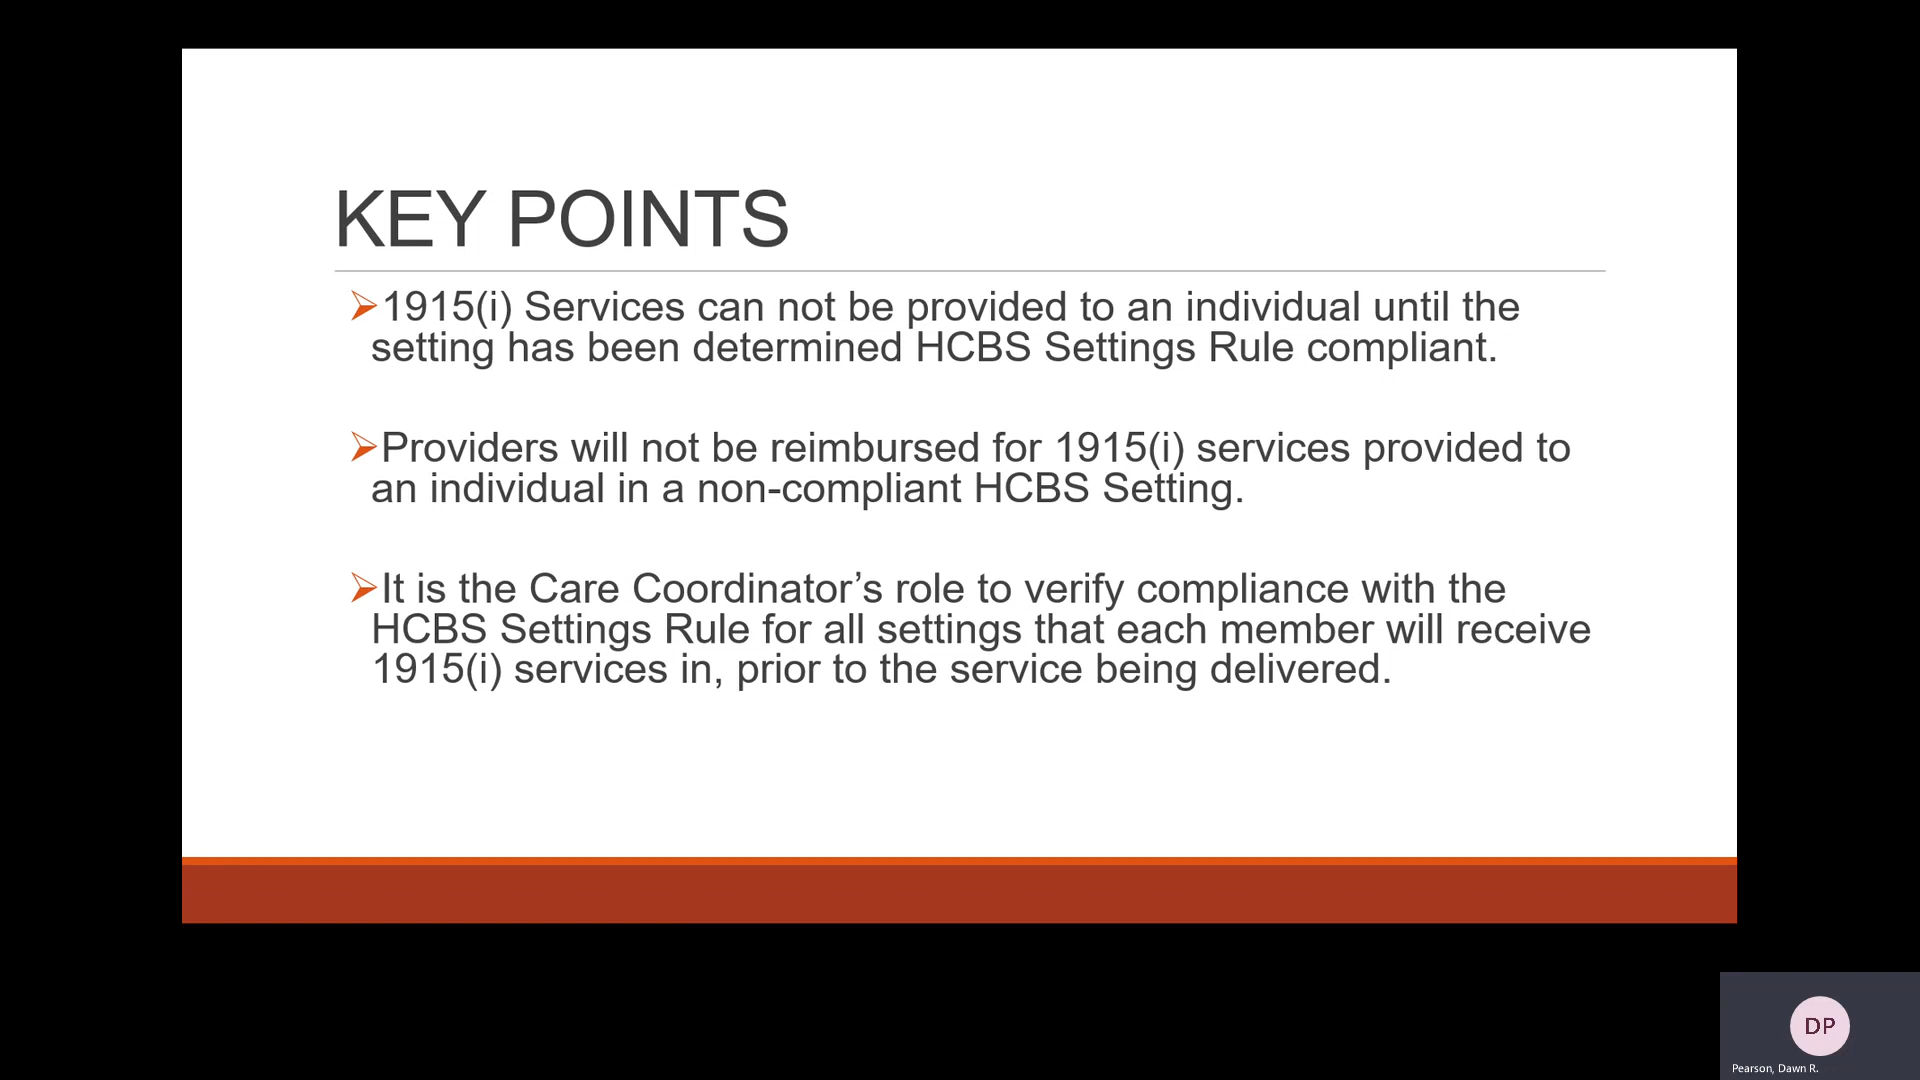 KEY POINTS
➢1915(i) Services can not be provided to an individual until the
setting has been determined HCBS Settings Rule compliant.
➢Providers will not be reimbursed for 1915(i) services provided to
an individual in a non-compliant HCBS Setting.
➢It is the Care Coordinator’s role to verify compliance with the
HCBS Settings Rule for all settings that each member will receive
1915(i) services in, prior to the service being delivered.
DP
Pearson, Dawn R.